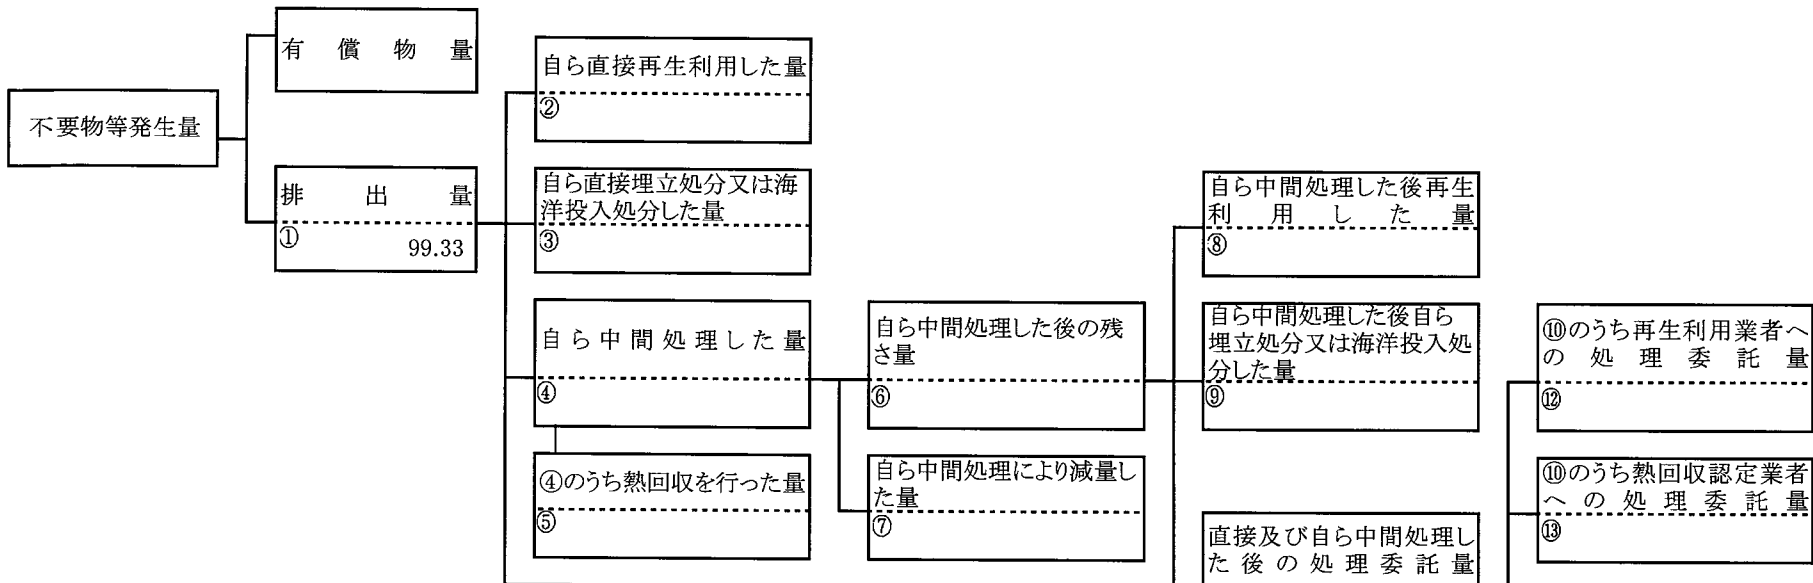 有償物量
不要物等発生量
排出量
①
99.33
自ら直接再生利用した量
②
自ら直接埋立処分又は海
洋投入処分した量
③
自ら中間処理した量
④
④のうち熱回収を行った量
⑤
自ら中間処理した後の残
さ量
⑥
自ら中間処理により減量し
た量
⑦
自ら中間処理した後再生
利用した量
⑧
自ら中間処理した後自ら
埋立処分又は海洋投入処
分した量
⑨
直接及び自ら中間処理し
た後の処理委託量
⑩のうち再生利用業者へ
の処理委託量
⑫
⑩のうち熱回収認定業者
への処理委託量
⑬